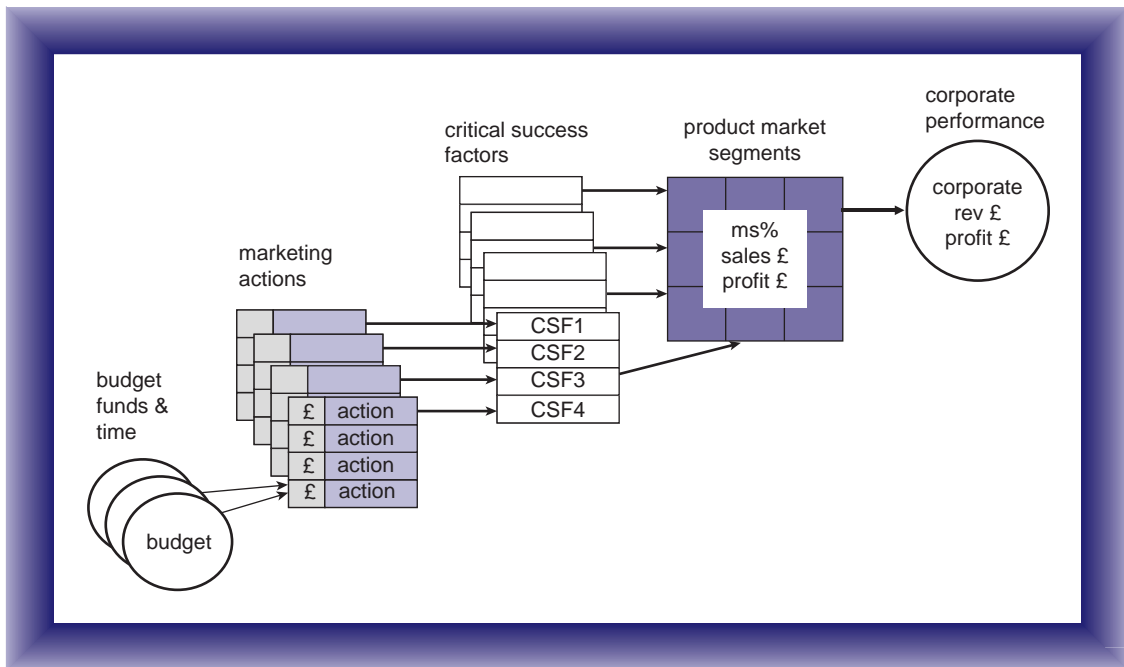 corporate
performance
product market
segments
critical success
factors
corporate
rev £
profit £
ms%
sales £
profit £
marketing
actions
CSF1
CSF2
CSF3
CSF4
budget
funds &
time
£ action
£ action
£ action
£ action
budget